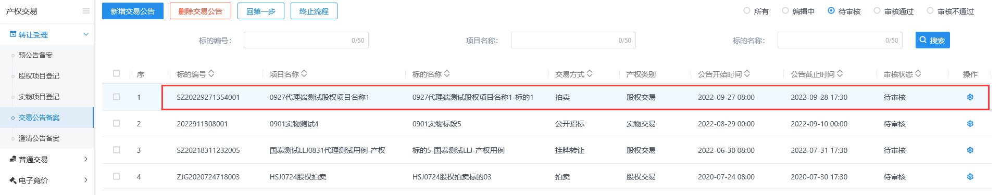 产权交易
转让受理
预公告备案
股权项目登记
实物项目登记
交易公告备案
澄清公告备案
普通交易
电子竞价
新增交易公告 删除交易公告 回第一步 终止流程 所有 编辑中 待审核 审核通过 审核不通过
标的编号： 0/50 项目名称： 0/50 标的名称： 0/50 搜索
序 标的编号 项目名称 标的名称 交易方式 产权类别 公告开始时间 公告截止时间 审核状态 操作
1 SZ20229271354001 0927代理端测试股权项目名称1 0927代理端测试股权项目名称1-标的1 拍卖 股权交易 2022-09-27 08:00 2022-09-28 17:30 待审核
2 2022911308001 0901实物测试4 0901实物标段5 公开招标 实物交易 2022-08-29 00:00 2022-09-10 00:00 待审核
3 SZ20218311232005 国泰测试LLJ0831代理测试用例-产权 标的5-国泰测试LLJ-产权用例 挂牌转让 股权交易 2022-06-30 08:00 2022-07-31 17:30 待审核
4 ZJG2020724718003 HSJ0724股权拍卖 HSJ0724股权拍卖标的03 拍卖 股权交易 2020-07-24 08:00 2020-07-30 17:30 待审核